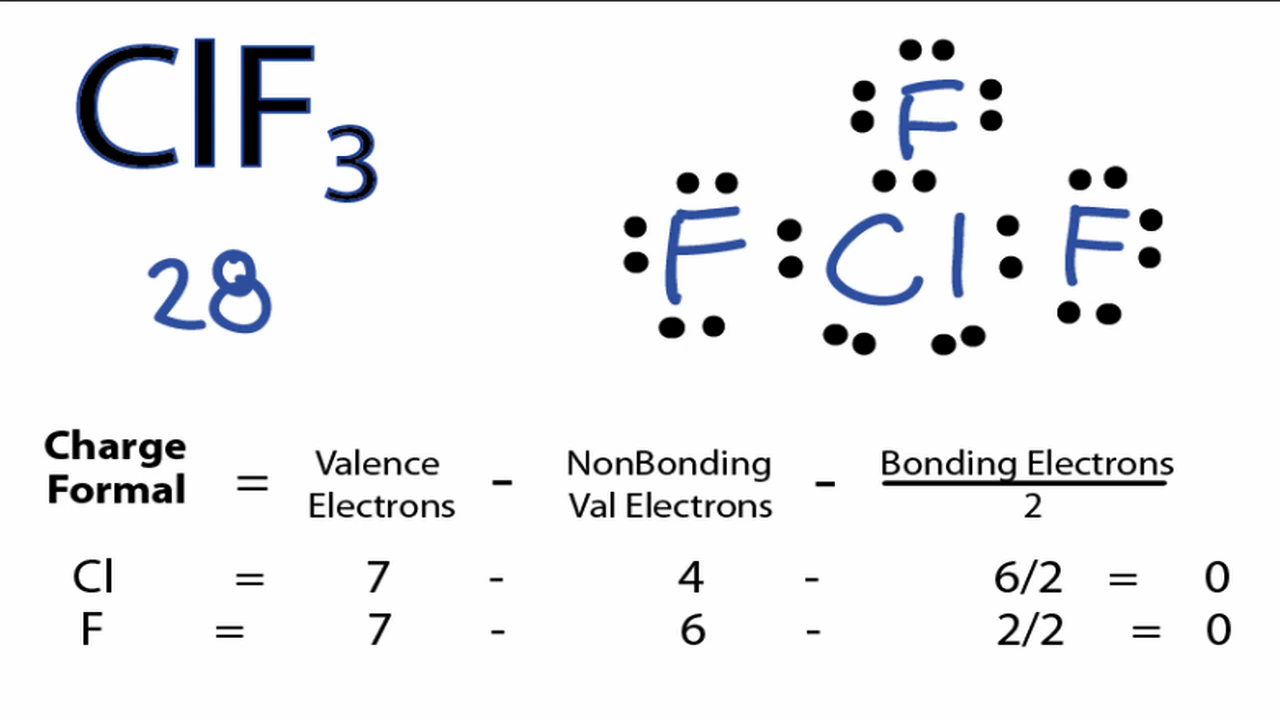 ClF3
28
F
F Cl F
Charge Formal = Valence Electrons - NonBonding Val Electrons - Bonding Electrons 2
Cl = 7 - 4 - 6/2 = 0
F = 7 - 6 - 2/2 = 0